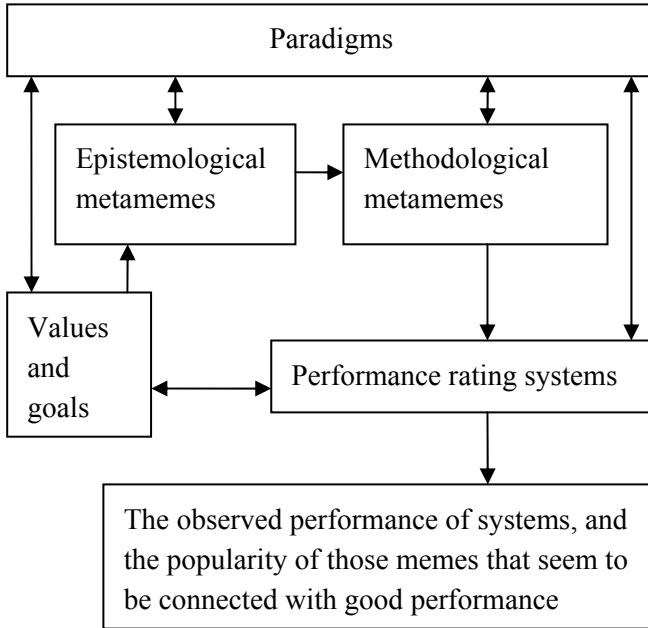 Paradigms
Epistemological
metamemes
Methodological
metamemes
Values
and
goals
Performance rating systems
The observed performance of systems, and
the popularity of those memes that seem to
be connected with good performance